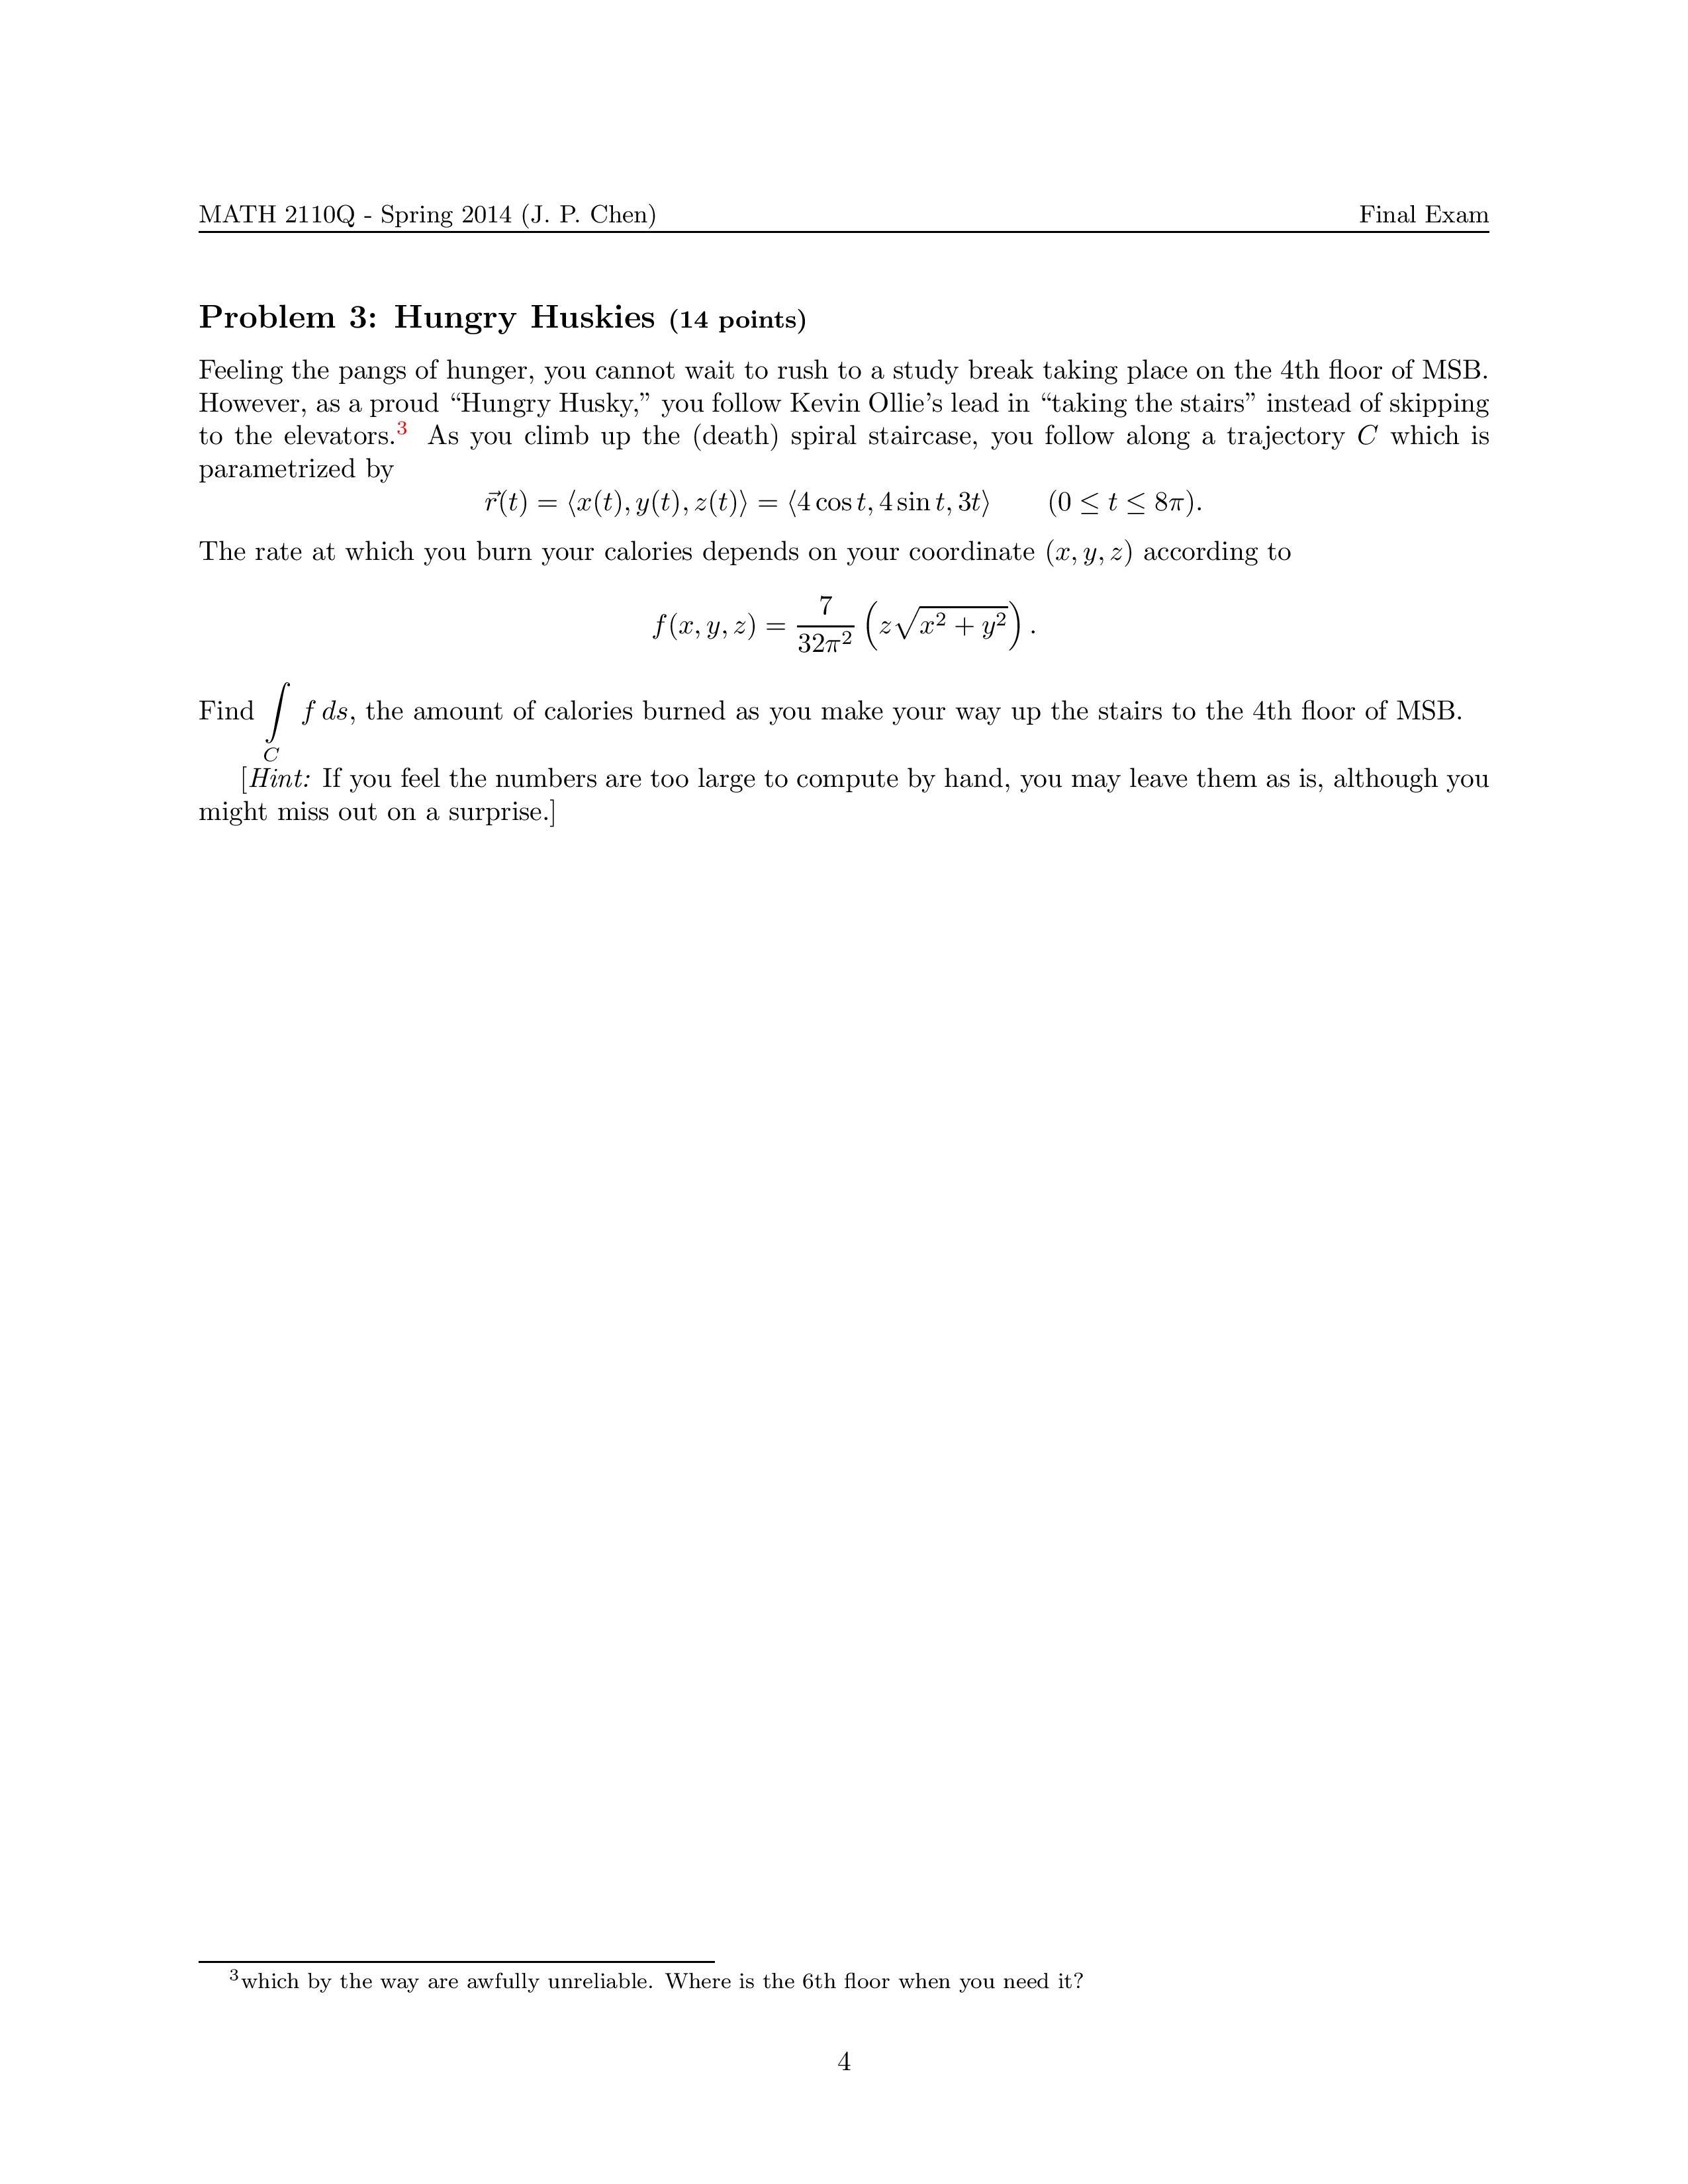 MATH 2110Q - Spring 2014 (J. P. Chen) Final Exam
Problem 3: Hungry Huskies (14 points)
Feeling the pangs of hunger, you cannot wait to rush to a study break taking place on the 4th floor of MSB.
However, as a proud “Hungry Husky,” you follow Kevin Ollie’s lead in “taking the stairs” instead of skipping
to the elevators.³ As you climb up the (death) spiral staircase, you follow along a trajectory C which is
parametrized by
$\vec{r}(t) = \langle x(t), y(t), z(t) \rangle = \langle 4\cos t, 4\sin t, 3t \rangle \quad (0 \leq t \leq 8\pi).$
The rate at which you burn your calories depends on your coordinate (x, y, z) according to
$f(x, y, z) = \frac{7}{32\pi^2} \left( z\sqrt{x^2 + y^2} \right).$
Find $\int\limits_C f\,ds$, the amount of calories burned as you make your way up the stairs to the 4th floor of MSB.
[Hint: If you feel the numbers are too large to compute by hand, you may leave them as is, although you
might miss out on a surprise.]
³which by the way are awfully unreliable. Where is the 6th floor when you need it?
4